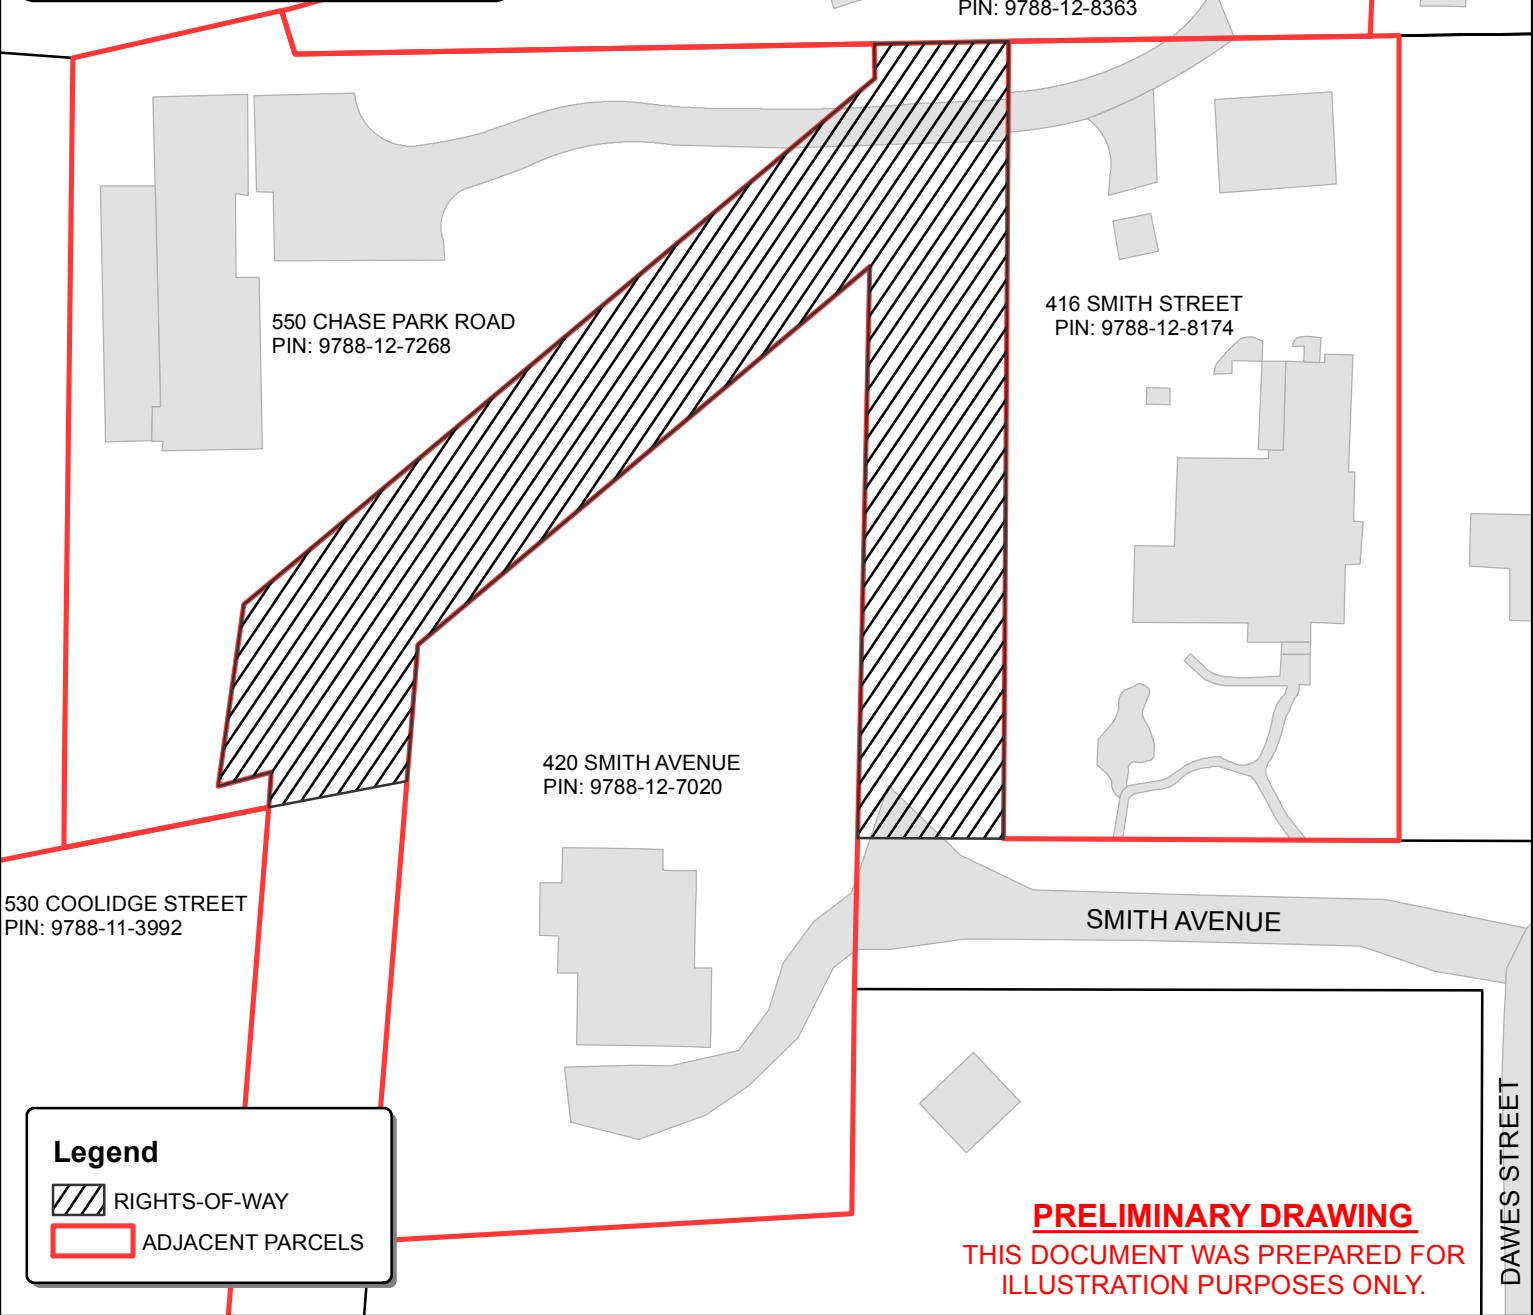 PIN: 9788-12-8363
550 CHASE PARK ROAD
PIN: 9788-12-7268
416 SMITH STREET
PIN: 9788-12-8174
420 SMITH AVENUE
PIN: 9788-12-7020
530 COOLIDGE STREET
PIN: 9788-11-3992
SMITH AVENUE
DAWES STREET
Legend
RIGHTS-OF-WAY
ADJACENT PARCELS
PRELIMINARY DRAWING
THIS DOCUMENT WAS PREPARED FOR
ILLUSTRATION PURPOSES ONLY.